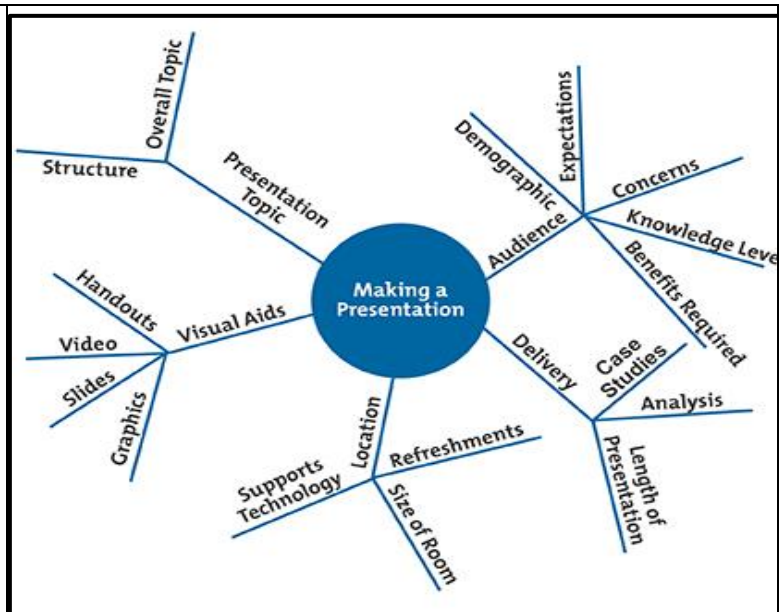 Making a
Presentation
Presentation
Topic
Overall Topic
Structure
Audience
Demographic
Expectations
Concerns
Knowledge Leve
Benefits Required
Delivery
Case
Studies
Analysis
Length of
Presentation
Location
Refreshments
Size of Room
Supports
Technology
Visual Aids
Handouts
Video
Slides
Graphics